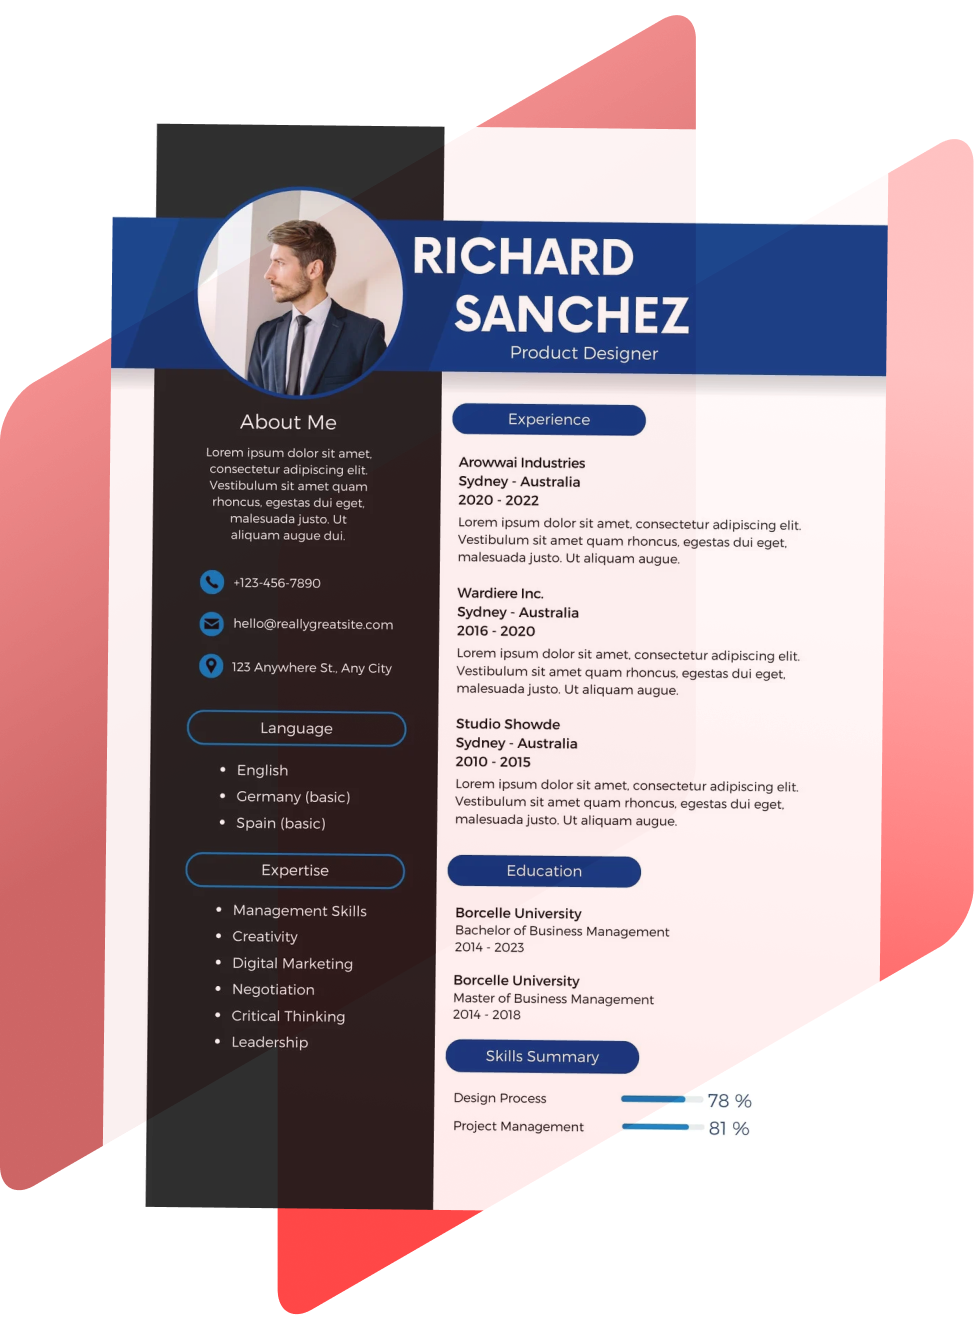 RICHARD
SANCHEZ
Product Designer
About Me
Lorem ipsum dolor sit amet,
consectetur adipiscing elit.
Vestibulum sit amet quam
rhoncus, egestas dui eget,
malesuada justo. Ut
aliquam augue dui.
+123-456-7890
hello@reallygreatsite.com
123 Anywhere St., Any City
Language
• English
• Germany (basic)
• Spain (basic)
Expertise
• Management Skills
• Creativity
• Digital Marketing
• Negotiation
• Critical Thinking
• Leadership
Experience
Arowwai Industries
Sydney - Australia
2020 - 2022
Lorem ipsum dolor sit amet, consectetur adipiscing elit.
Vestibulum sit amet quam rhoncus, egestas dui eget,
malesuada justo. Ut aliquam augue.
Wardiere Inc.
Sydney - Australia
2016 - 2020
Lorem ipsum dolor sit amet, consectetur adipiscing elit.
Vestibulum sit amet quam rhoncus, egestas dui eget,
malesuada justo. Ut aliquam augue.
Studio Showde
Sydney - Australia
2010 - 2015
Lorem ipsum dolor sit amet, consectetur adipiscing elit.
Vestibulum sit amet quam rhoncus, egestas dui eget,
malesuada justo. Ut aliquam augue.
Education
Borcelle University
Bachelor of Business Management
2014 - 2023
Borcelle University
Master of Business Management
2014 - 2018
Skills Summary
Design Process 78 %
Project Management 81 %